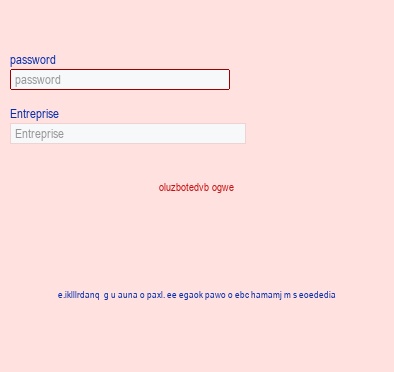 password
password
Entreprise
Entreprise
oluzbotedvb ogwe
e.iklllrdanq g u auna o paxl. ee egaok pawo o ebc hamamj m s eoededia